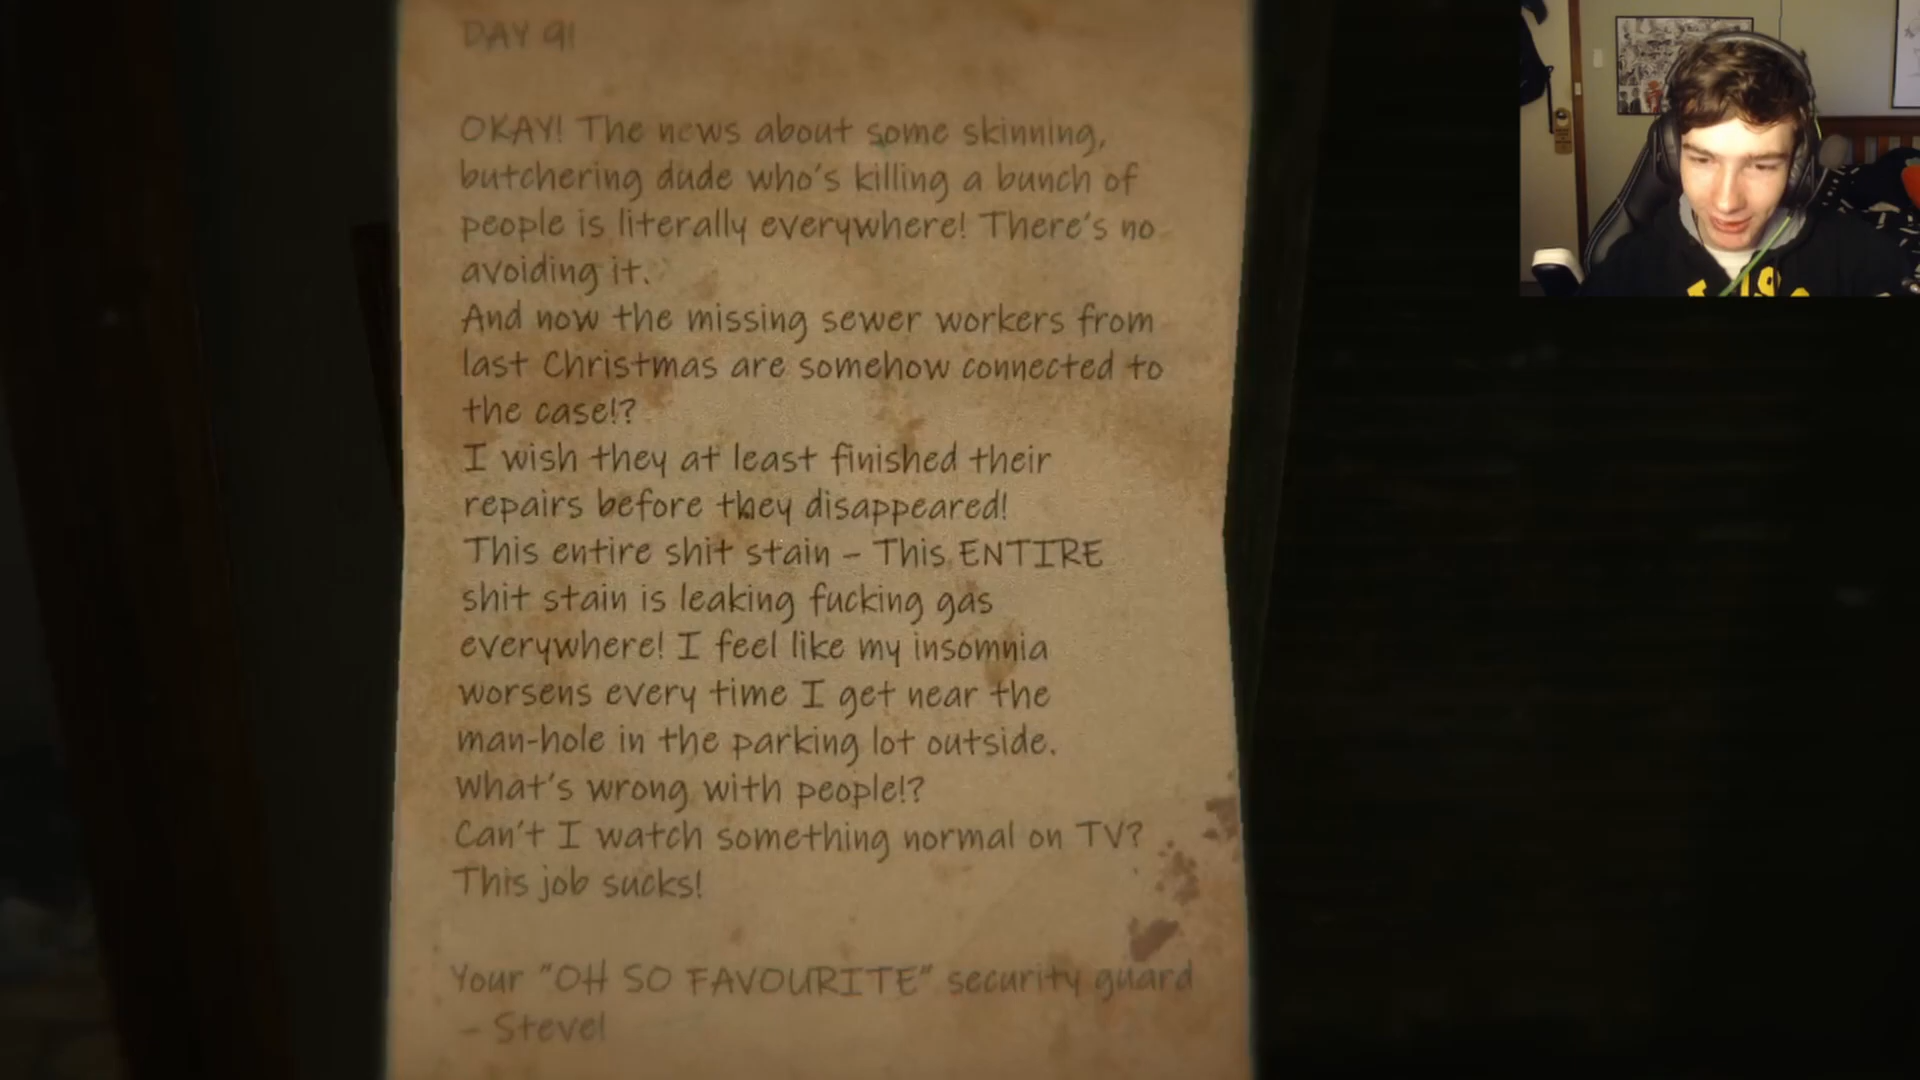 DAY 91
OKAY! The news about some skinning,
butchering dude who's killing a bunch of
people is literally everywhere! There's no
avoiding it.
And now the missing sewer workers from
last Christmas are somehow connected to
the case!?
I wish they at least finished their
repairs before they disappeared!
This entire shit stain - This ENTIRE
shit stain is leaking fucking gas
everywhere! I feel like my insomnia
worsens every time I get near the
man-hole in the parking lot outside.
What's wrong with people!?
Can't I watch something normal on TV?
This job sucks!
Your "OH SO FAVOURITE" security guard
- Steve!